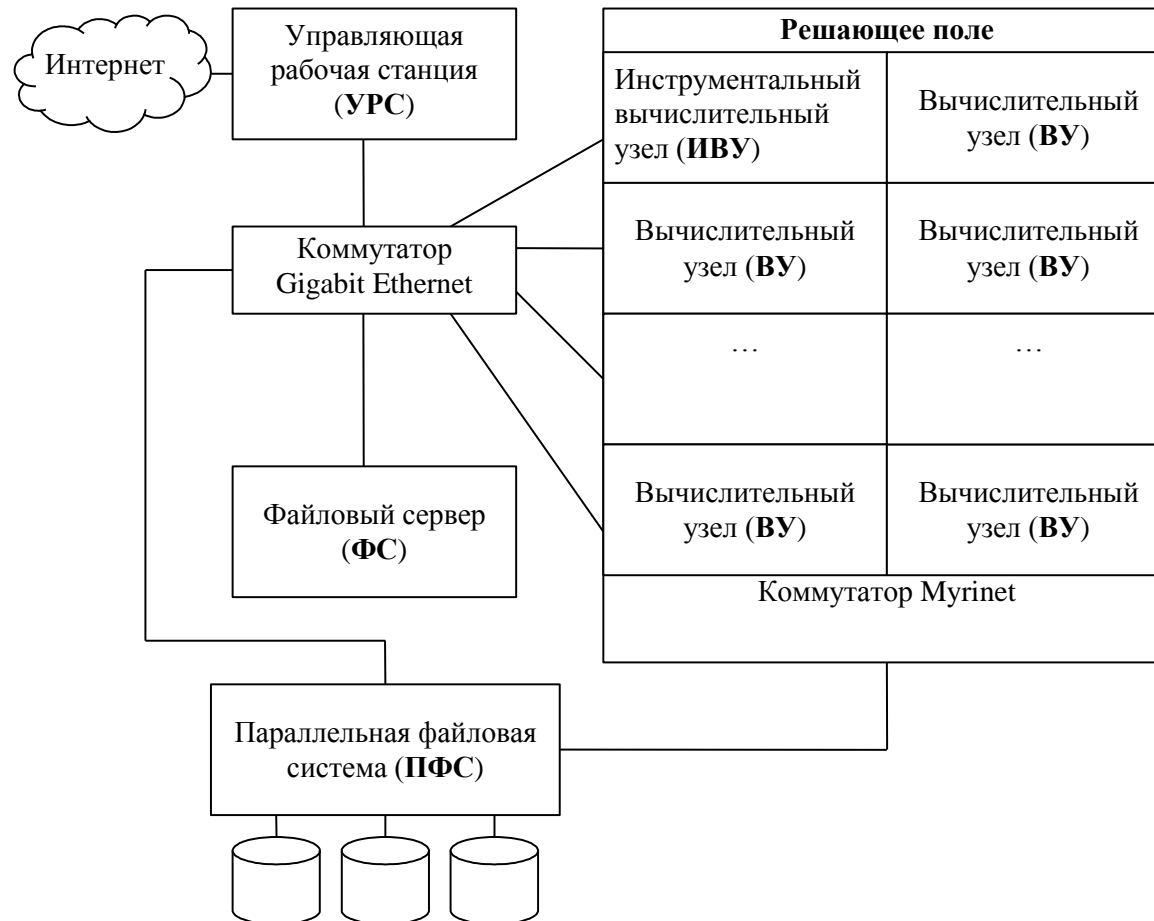 Интернет
Управляющая
рабочая станция
(УРС)
Решающее поле
Инструментальный
вычислительный
узел (ИВУ)
Вычислительный
узел (ВУ)
Коммутатор
Gigabit Ethernet
Вычислительный
узел (ВУ)
Вычислительный
узел (ВУ)
…
…
Файловый сервер
(ФС)
Вычислительный
узел (ВУ)
Вычислительный
узел (ВУ)
Коммутатор Myrinet
Параллельная файловая
система (ПФС)